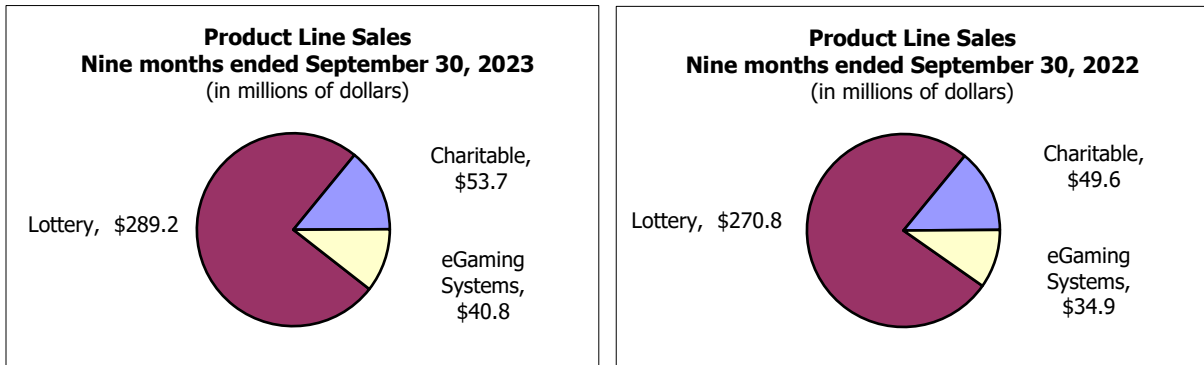 Product Line Sales
Nine months ended September 30, 2023
(in millions of dollars)
Charitable,
$53.7
Lottery, $289.2
eGaming
Systems,
$40.8
Product Line Sales
Nine months ended September 30, 2022
(in millions of dollars)
Charitable,
$49.6
Lottery, $270.8
eGaming
Systems,
$34.9